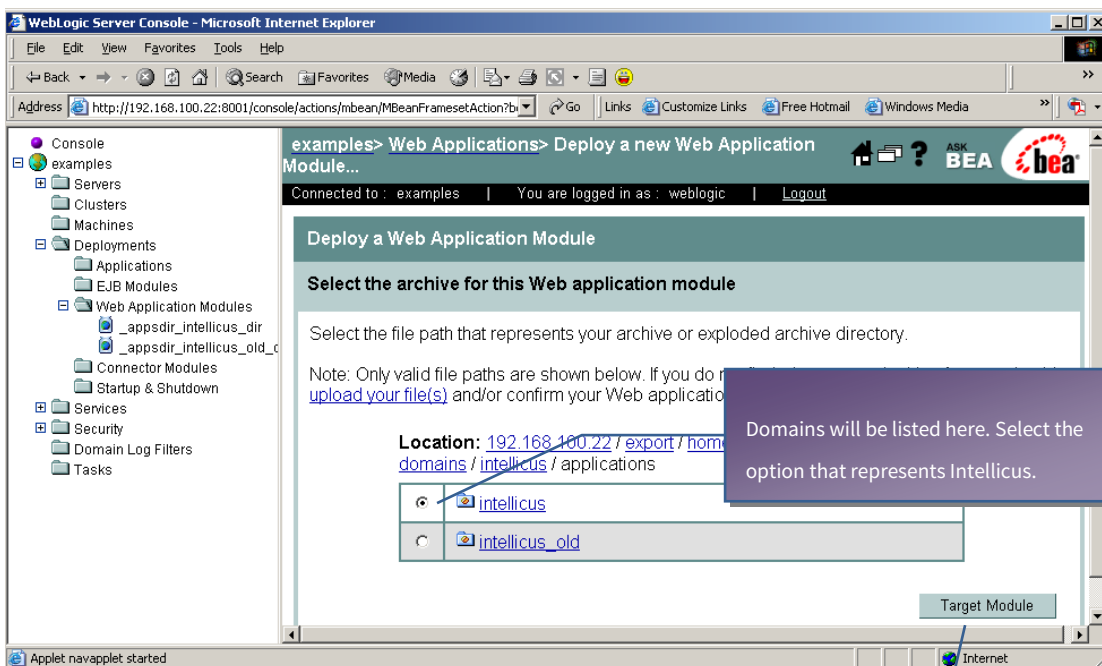 WebLogic Server Console - Microsoft Internet Explorer
File Edit View Favorites Tools Help
Back Search Favorites Media
Address http://192.168.100.22:8001/console/actions/mbean/MBeanFramesetAction?b Go Links Customize Links Free Hotmail Windows Media
Console
examples
Servers
Clusters
Machines
Deployments
Applications
EJB Modules
Web Application Modules
_appsdir_intellicus_dir
_appsdir_intellicus_old_
Connector Modules
Startup & Shutdown
Services
Security
Domain Log Filters
Tasks
examples> Web Applications> Deploy a new Web Application
Module...
ASK
BEA
bea
Connected to : examples | You are logged in as : weblogic | Logout
Deploy a Web Application Module
Select the archive for this Web application module
Select the file path that represents your archive or exploded archive directory.
Note: Only valid file paths are shown below. If you do
upload your file(s) and/or confirm your Web applicatio
Location: 192.168.100.22 / export / hom
domains / intellicus / applications
intellicus
intellicus_old
Domains will be listed here. Select the
option that represents Intellicus.
Target Module
Applet navapplet started
Internet